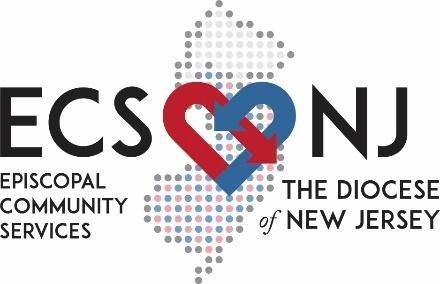 ECS NJ
EPISCOPAL
COMMUNITY
SERVICES
THE DIOCESE
of NEW JERSEY